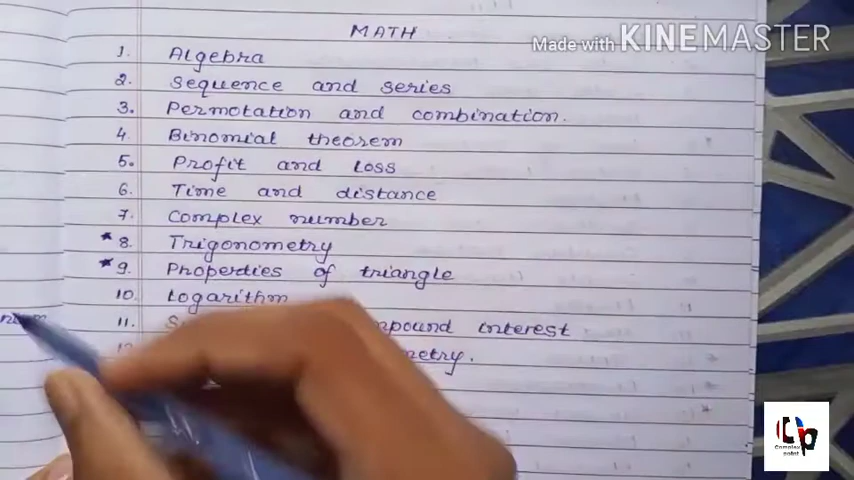 MATH
Made with KINEMASTER
1. Algebra
2. Sequence and series
3. Permotation and combination.
4. Binomial theorem
5. Profit and Loss
6. Time and distance
7. Complex number
*8. Trigonometry
*9. Properties of triangle
10. Logarithm
11. interest
Complex point